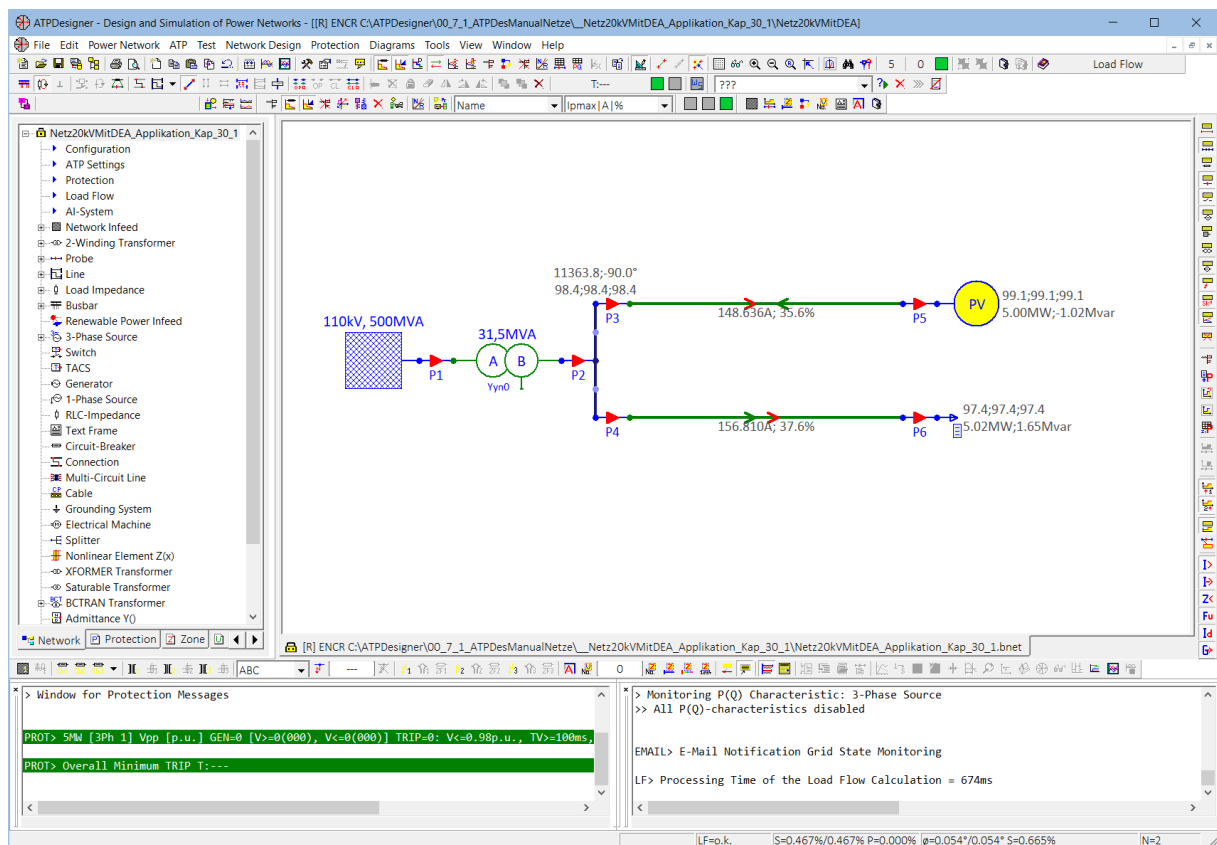 ATPDesigner - Design and Simulation of Power Networks - [[R] ENCR C:\ATPDesigner\00_7_1_ATPDesManualNetze\__Netz20kVMitDEA_Applikation_Kap_30_1\Netz20kVMitDEA]
File Edit Power Network ATP Test Network Design Protection Diagrams Tools View Window Help
5 0 Load Flow
OPR OP CL CLR T:--- ???
Name Ipmax|A|%
Netz20kVMitDEA_Applikation_Kap_30_1
Configuration
ATP Settings
Protection
Load Flow
AI-System
Network Infeed
2-Winding Transformer
Probe
Line
Load Impedance
Busbar
Renewable Power Infeed
3-Phase Source
Switch
TACS
Generator
1-Phase Source
RLC-Impedance
Text Frame
Circuit-Breaker
Connection
Multi-Circuit Line
Cable
Grounding System
Electrical Machine
Splitter
Nonlinear Element Z(x)
XFORMER Transformer
Saturable Transformer
BCTRAN Transformer
Admittance Y()
Network Protection Zone
11363.8;-90.0°
98.4;98.4;98.4
P3
148.636A; 35.6%
P5
PV
99.1;99.1;99.1
5.00MW;-1.02Mvar
110kV, 500MVA
P1
31,5MVA
A B
Yyn0
P2
P4
156.810A; 37.6%
P6
97.4;97.4;97.4
5.02MW;1.65Mvar
I>
Z<
Fu
Id
G>
[R] ENCR C:\ATPDesigner\00_7_1_ATPDesManualNetze\__Netz20kVMitDEA_Applikation_Kap_30_1\Netz20kVMitDEA_Applikation_Kap_30_1.bnet
ABC --- 0
> Window for Protection Messages
PROT> 5MW [3Ph 1] Vpp [p.u.] GEN=0 [V>=0(000), V<=0(000)] TRIP=0: V<=0.98p.u., TV>=100ms,
PROT> Overall Minimum TRIP T:---
> Monitoring P(Q) Characteristic: 3-Phase Source
>> All P(Q)-characteristics disabled
EMAIL> E-Mail Notification Grid State Monitoring
LF> Processing Time of the Load Flow Calculation = 674ms
LF=o.k. S=0.467%/0.467% P=0.000% ø=0.054°/0.054° S=0.665% N=2